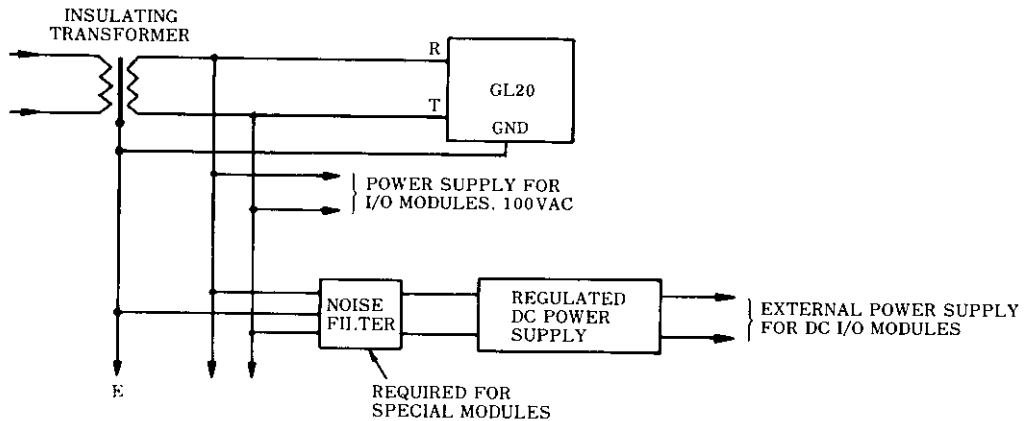 INSULATING
TRANSFORMER
R
GL20
T
GND
POWER SUPPLY FOR
I/O MODULES, 100VAC
NOISE
FILTER
REGULATED
DC POWER
SUPPLY
EXTERNAL POWER SUPPLY
FOR DC I/O MODULES
E
REQUIRED FOR
SPECIAL MODULES